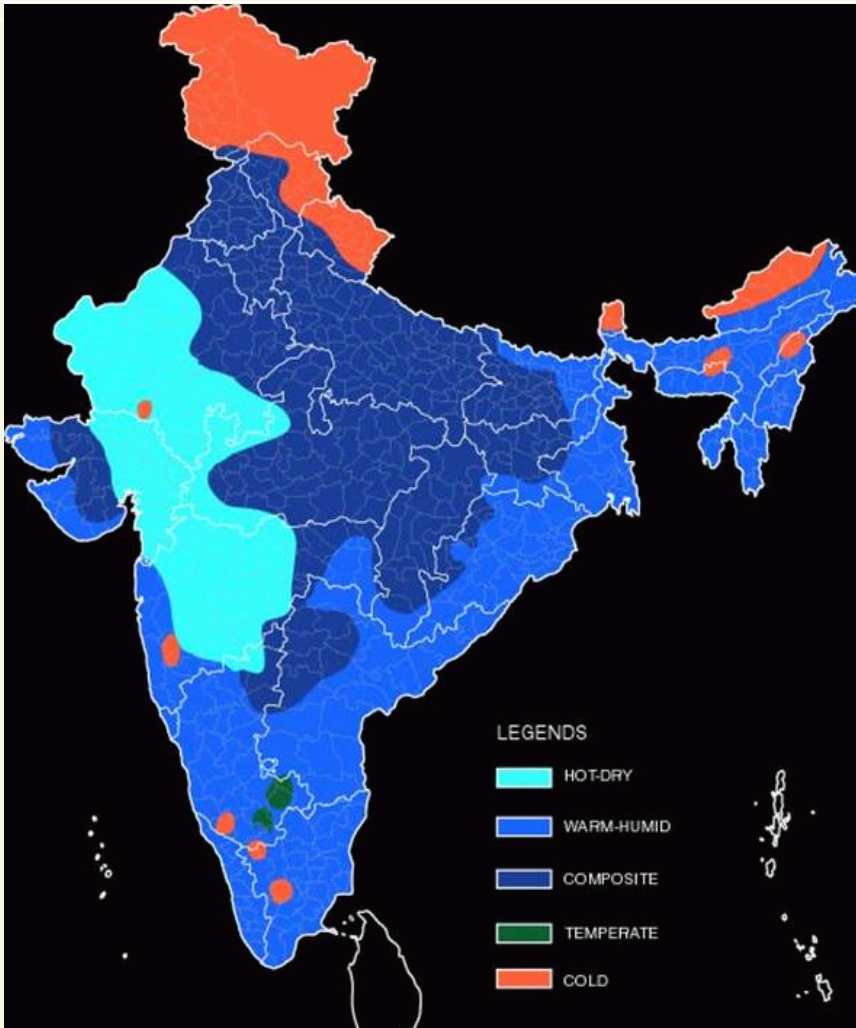 LEGENDS
HOT-DRY
WARM-HUMID
COMPOSITE
TEMPERATE
COLD